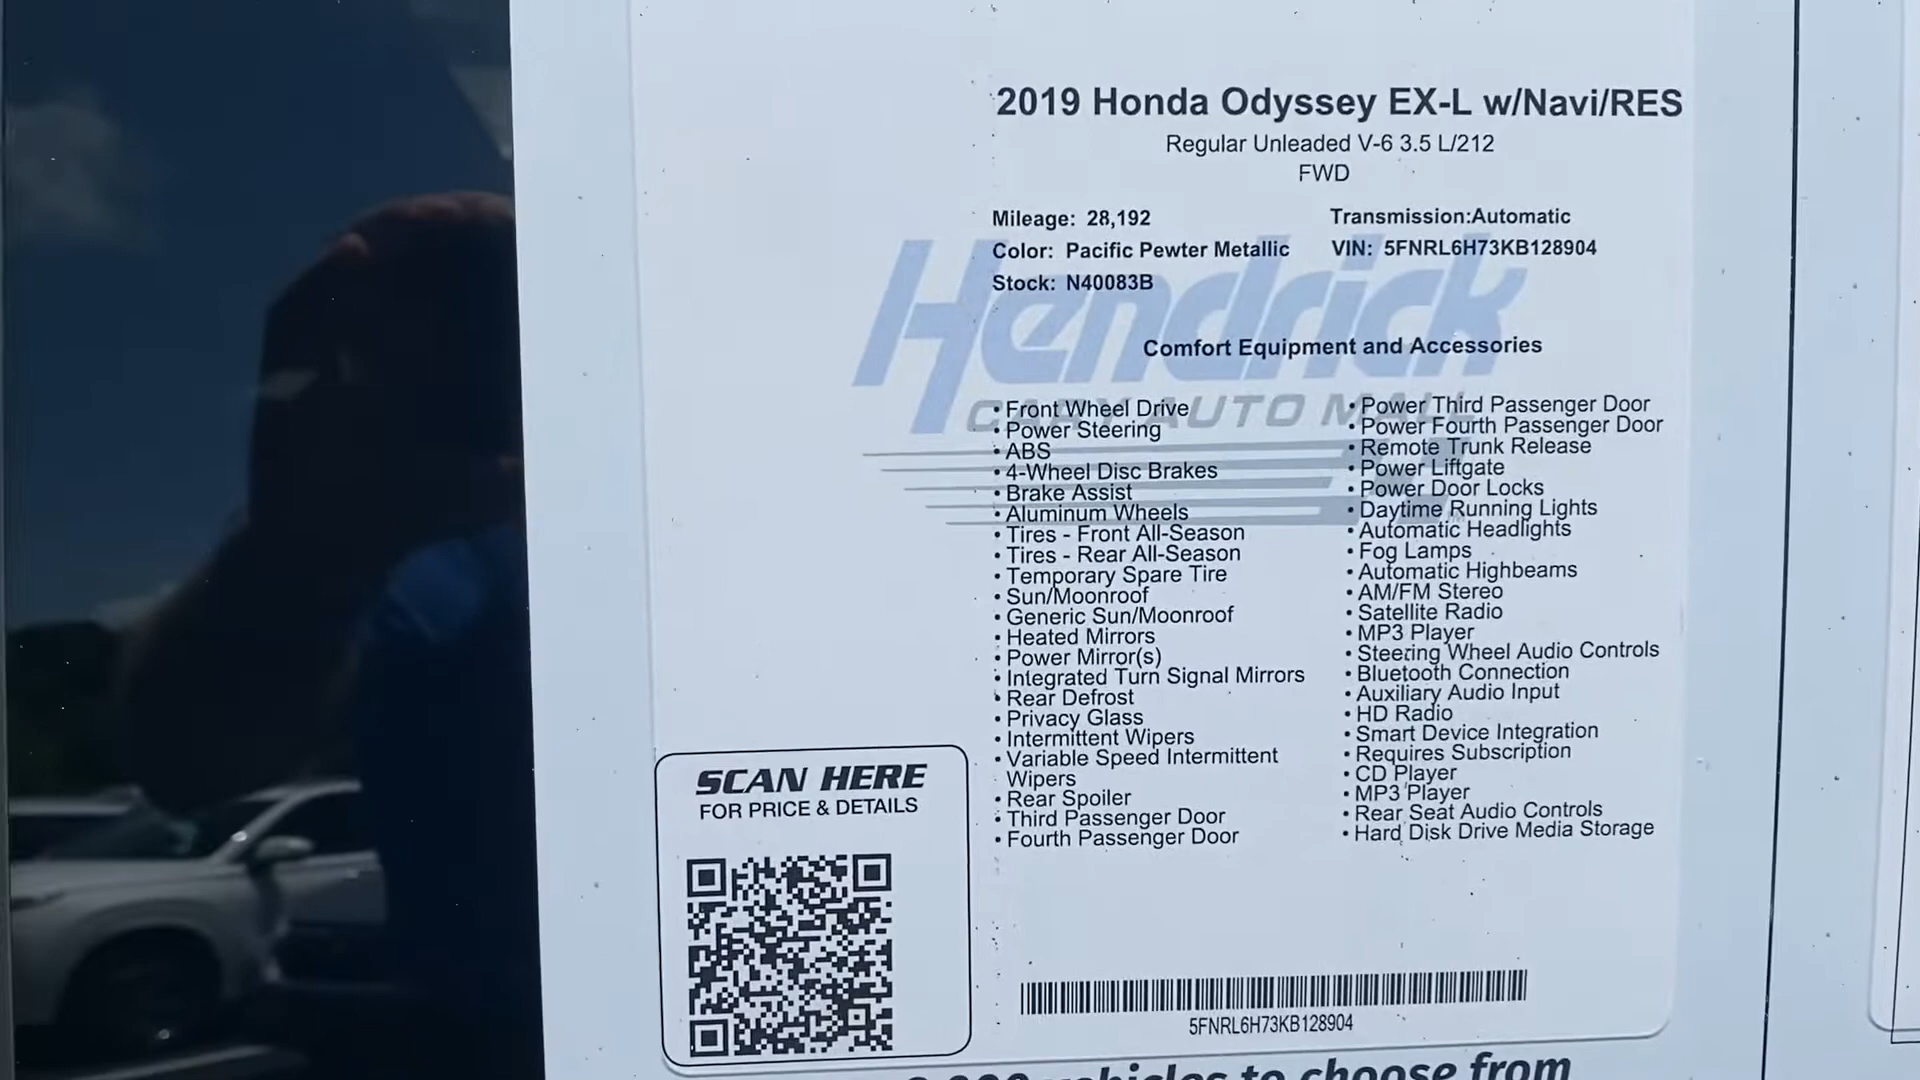 2019 Honda Odyssey EX-L w/Navi/RES
Regular Unleaded V-6 3.5 L/212
FWD
Mileage: 28,192
Transmission:Automatic
Color: Pacific Pewter Metallic
VIN: 5FNRL6H73KB128904
Stock: N40083B
Hendrick
CARY AUTO MALL
Comfort Equipment and Accessories
• Front Wheel Drive
• Power Steering
• ABS
• 4-Wheel Disc Brakes
• Brake Assist
• Aluminum Wheels
• Tires - Front All-Season
• Tires - Rear All-Season
• Temporary Spare Tire
• Sun/Moonroof
• Generic Sun/Moonroof
• Heated Mirrors
• Power Mirror(s)
• Integrated Turn Signal Mirrors
• Rear Defrost
• Privacy Glass
• Intermittent Wipers
• Variable Speed Intermittent
Wipers
• Rear Spoiler
• Third Passenger Door
• Fourth Passenger Door
• Power Third Passenger Door
• Power Fourth Passenger Door
• Remote Trunk Release
• Power Liftgate
• Power Door Locks
• Daytime Running Lights
• Automatic Headlights
• Fog Lamps
• Automatic Highbeams
• AM/FM Stereo
• Satellite Radio
• MP3 Player
• Steering Wheel Audio Controls
• Bluetooth Connection
• Auxiliary Audio Input
• HD Radio
• Smart Device Integration
• Requires Subscription
• CD Player
• MP3 Player
• Rear Seat Audio Controls
• Hard Disk Drive Media Storage
SCAN HERE
FOR PRICE & DETAILS
5FNRL6H73KB128904
vehicles to choose from